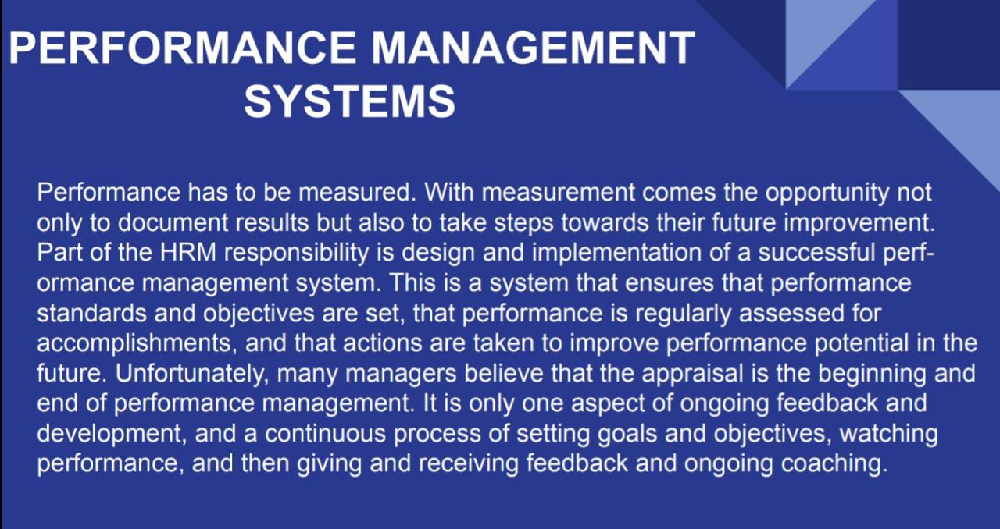 PERFORMANCE MANAGEMENT
SYSTEMS
Performance has to be measured. With measurement comes the opportunity not
only to document results but also to take steps towards their future improvement.
Part of the HRM responsibility is design and implementation of a successful perf-
ormance management system. This is a system that ensures that performance
standards and objectives are set, that performance is regularly assessed for
accomplishments, and that actions are taken to improve performance potential in the
future. Unfortunately, many managers believe that the appraisal is the beginning and
end of performance management. It is only one aspect of ongoing feedback and
development, and a continuous process of setting goals and objectives, watching
performance, and then giving and receiving feedback and ongoing coaching.